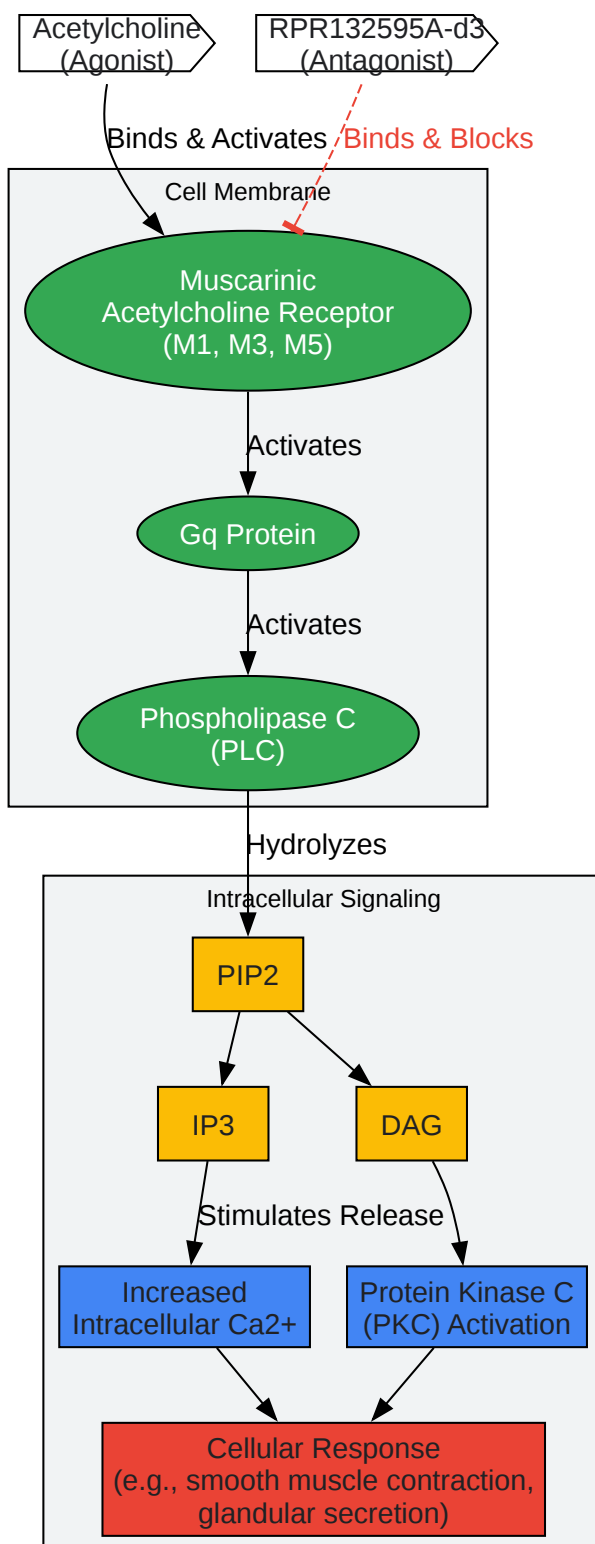 Acetylcholine
(Agonist)
RPR132595A-d3
(Antagonist)
Binds & Activates
Binds & Blocks
Cell Membrane
Muscarinic
Acetylcholine Receptor
(M1, M3, M5)
Activates
Gq Protein
Activates
Phospholipase C
(PLC)
Hydrolyzes
Intracellular Signaling
PIP2
IP3
DAG
Stimulates Release
Increased
Intracellular Ca2+
Protein Kinase C
(PKC) Activation
Cellular Response
(e.g., smooth muscle contraction,
glandular secretion)